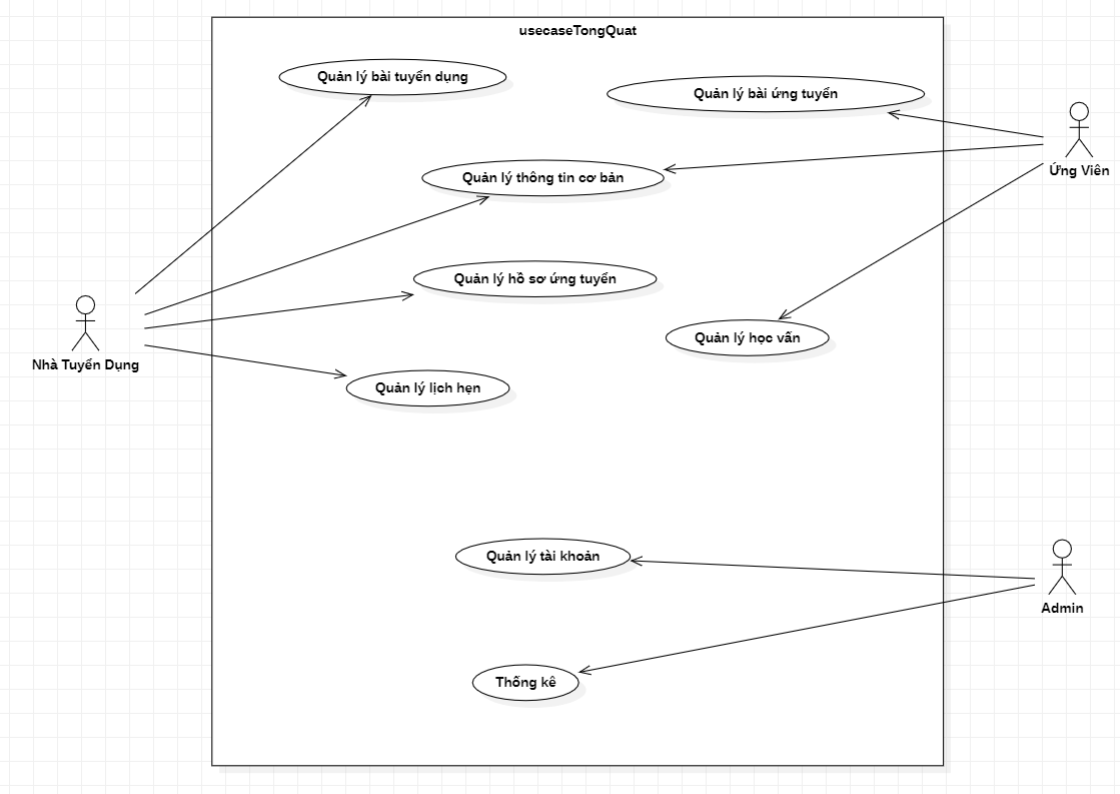 usecaseTongQuat
Quản lý bài tuyển dụng
Quản lý bài ứng tuyển
Ứng Viên
Quản lý thông tin cơ bản
Quản lý hồ sơ ứng tuyển
Quản lý học vấn
Nhà Tuyển Dụng
Quản lý lịch hẹn
Quản lý tài khoản
Admin
Thống kê